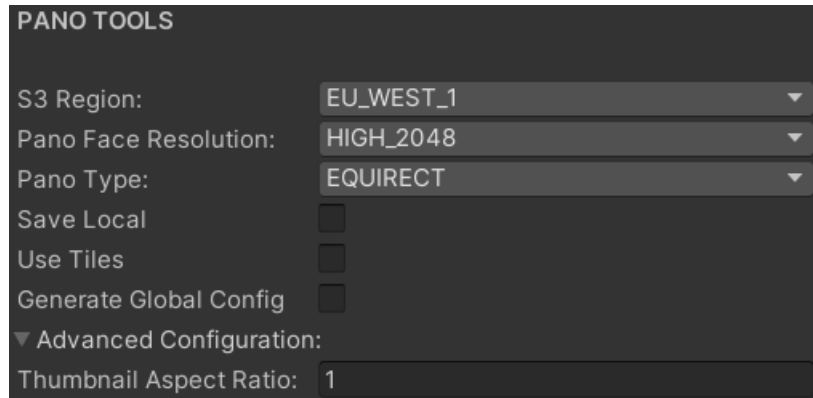 PANO TOOLS
S3 Region: EU_WEST_1
Pano Face Resolution: HIGH_2048
Pano Type: EQUIRECT
Save Local
Use Tiles
Generate Global Config
Advanced Configuration:
Thumbnail Aspect Ratio: 1